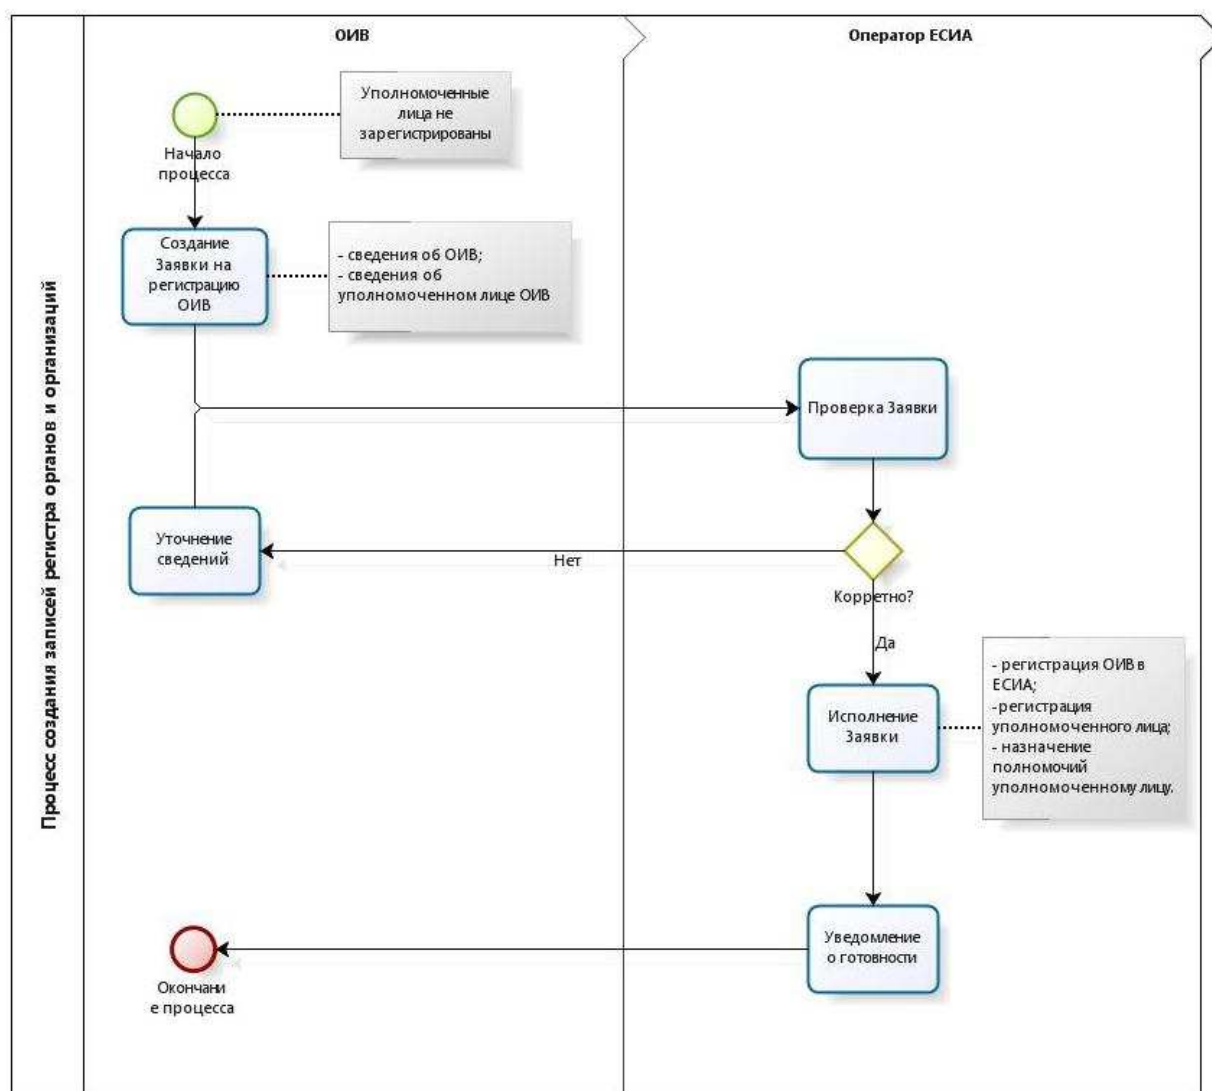 ОИВ
Оператор ЕСИА
Процесс создания записей регистра органов и организаций
Уполномоченные
лица не
зарегистрированы
Начало
процесса
Создание
Заявки на
регистрацию
ОИВ
- сведения об ОИВ;
- сведения об
уполномоченном лице ОИВ
Проверка Заявки
Уточнение
сведений
Нет
Корретно?
Да
Исполнение
Заявки
- регистрация ОИВ в
ЕСИА;
-регистрация
уполномоченного лица;
- назначение
полномочий
уполномоченному лицу.
Уведомление
о готовности
Окончани
е процесса